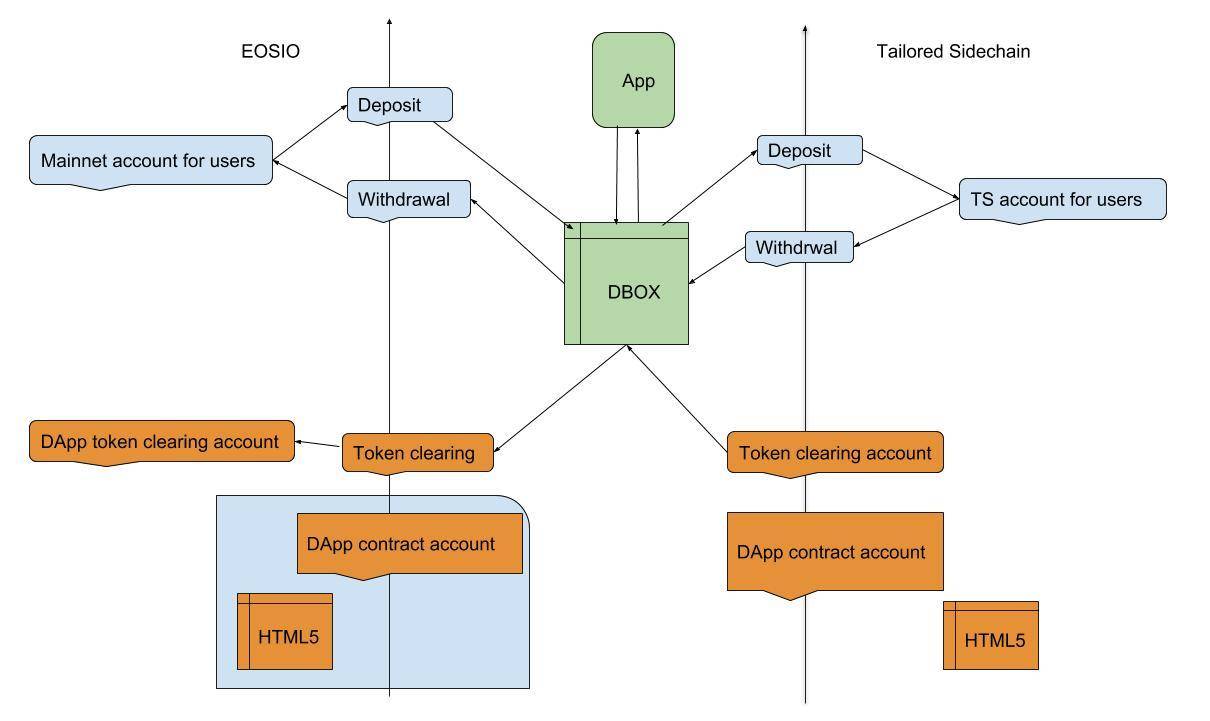 EOSIO
Tailored Sidechain
App
Deposit
Mainnet account for users
Withdrawal
Deposit
TS account for users
Withdrwal
DBOX
DApp token clearing account
Token clearing
Token clearing account
DApp contract account
DApp contract account
HTML5
HTML5